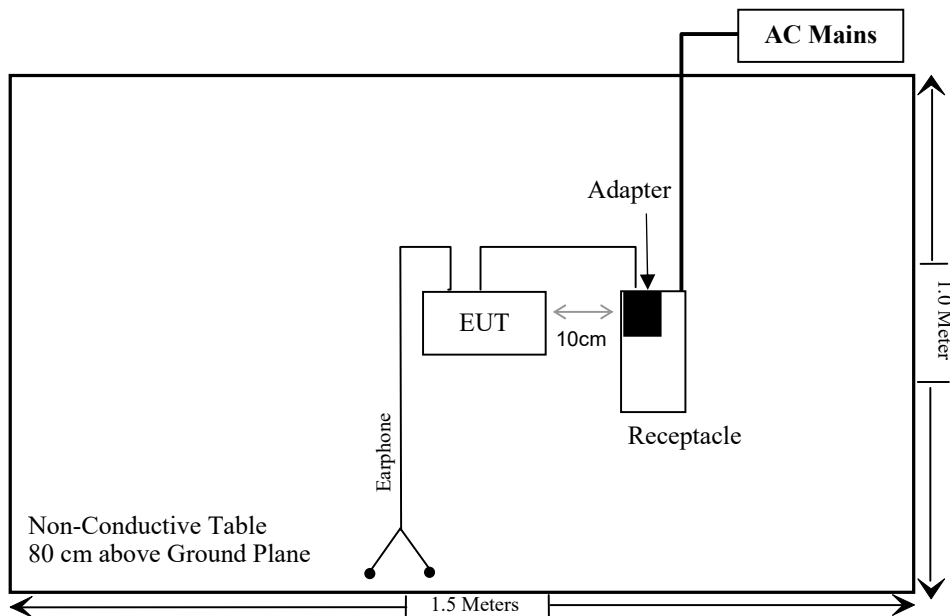 AC Mains
Adapter
EUT
10cm
1.0 Meter
Receptacle
Earphone
Non-Conductive Table
80 cm above Ground Plane
1.5 Meters